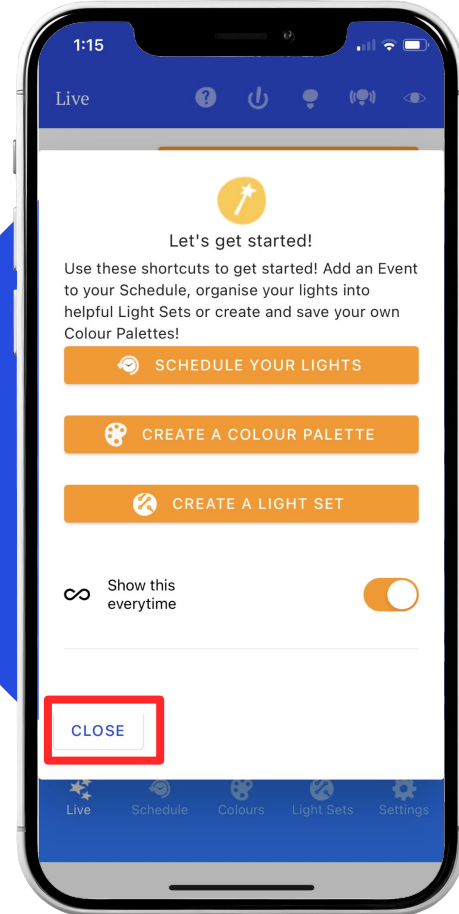 1:15
Live
Let's get started!
Use these shortcuts to get started! Add an Event
to your Schedule, organise your lights into
helpful Light Sets or create and save your own
Colour Palettes!
SCHEDULE YOUR LIGHTS
CREATE A COLOUR PALETTE
CREATE A LIGHT SET
Show this
everytime
CLOSE
Live Schedule Colours Light Sets Settings